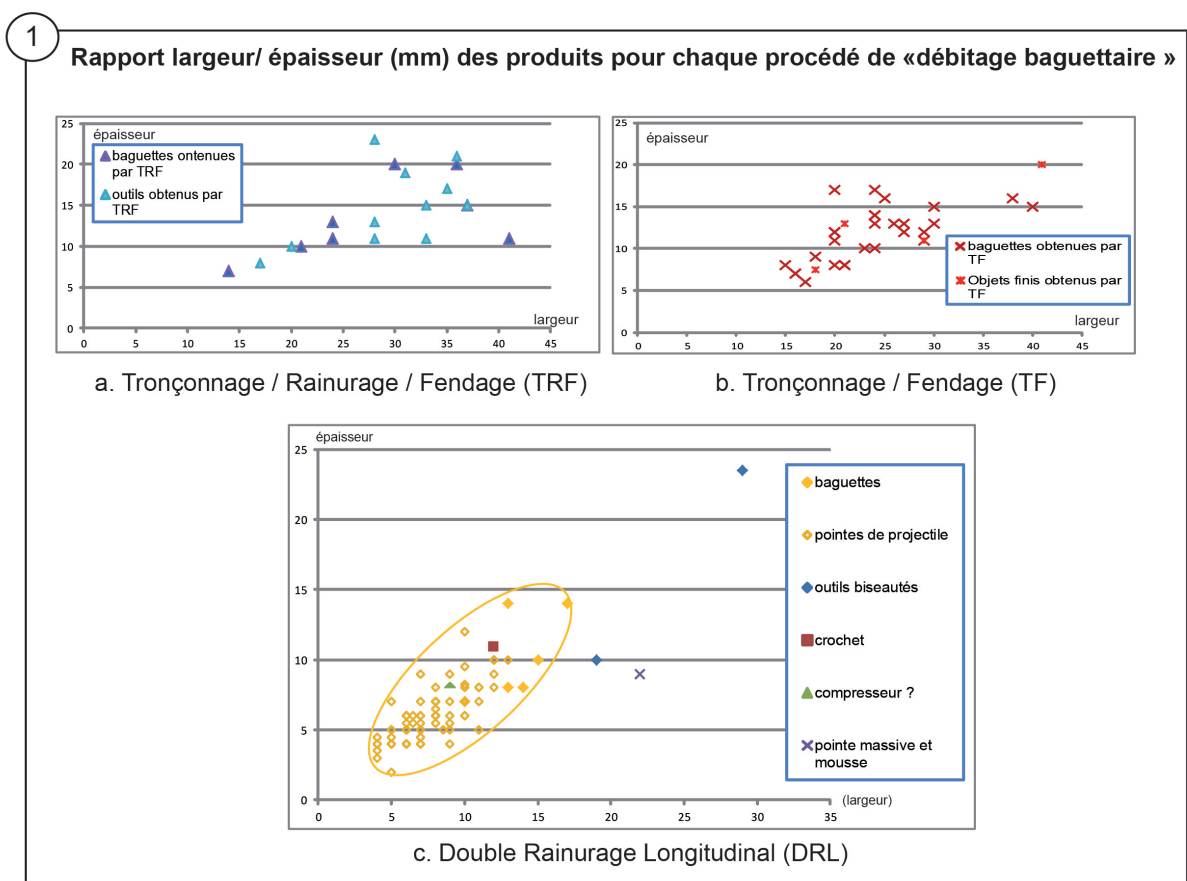 1
Rapport largeur/ épaisseur (mm) des produits pour chaque procédé de «débitage baguettaire »
25
20
15
10
5
0
épaisseur
baguettes ontenues
par TRF
outils obtenus par
TRF
largeur
0 5 10 15 20 25 30 35 40 45
a. Tronçonnage / Rainurage / Fendage (TRF)
25
20
15
10
5
0
épaisseur
baguettes obtenues par
TF
Objets finis obtenus par
TF
largeur
0 5 10 15 20 25 30 35 40 45
b. Tronçonnage / Fendage (TF)
épaisseur
25
20
15
10
5
0
baguettes
pointes de projectile
outils biseautés
crochet
compresseur ?
pointe massive et
mousse
(largeur)
0 5 10 15 20 25 30 35
c. Double Rainurage Longitudinal (DRL)